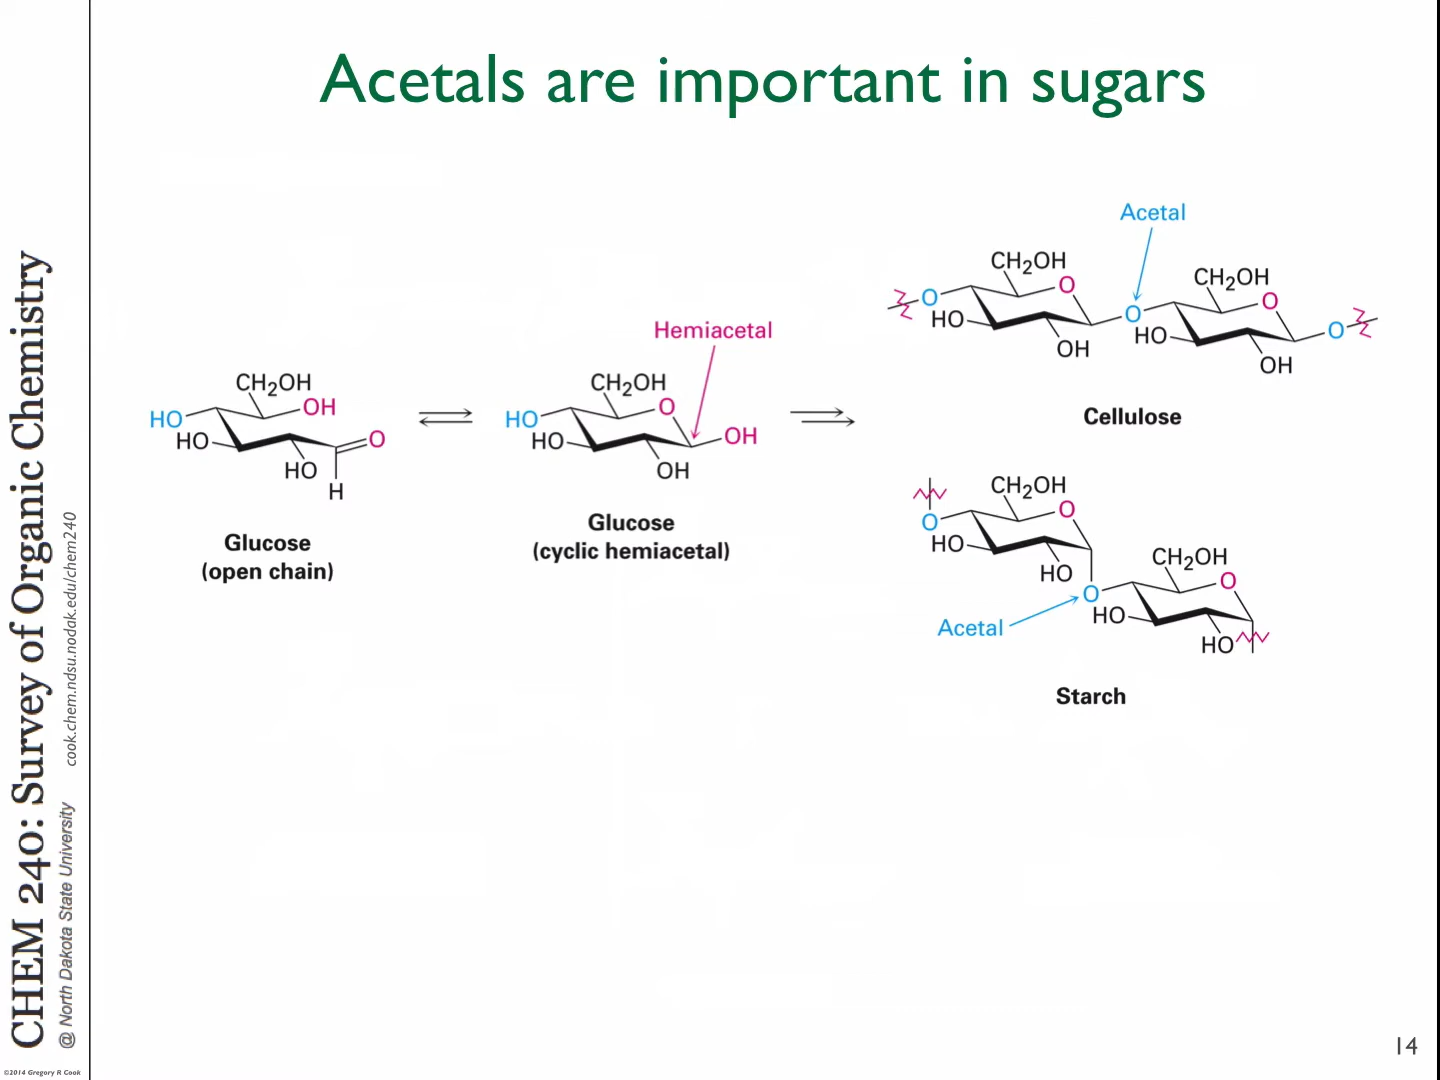 Acetals are important in sugars
CHEM 240: Survey of Organic Chemistry
@ North Dakota State University cook.chem.ndsu.nodak.edu/chem240
©2014 Gregory R Cook
CH₂OH
HO
OH
HO
O
HO
H
Glucose
(open chain)
Hemiacetal
CH₂OH
HO
O
HO
OH
OH
Glucose
(cyclic hemiacetal)
Acetal
CH₂OH
O
O
HO
OH
O
CH₂OH
O
HO
OH
O
Cellulose
CH₂OH
O
O
HO
HO
O
Acetal
CH₂OH
O
HO
HO
Starch
14